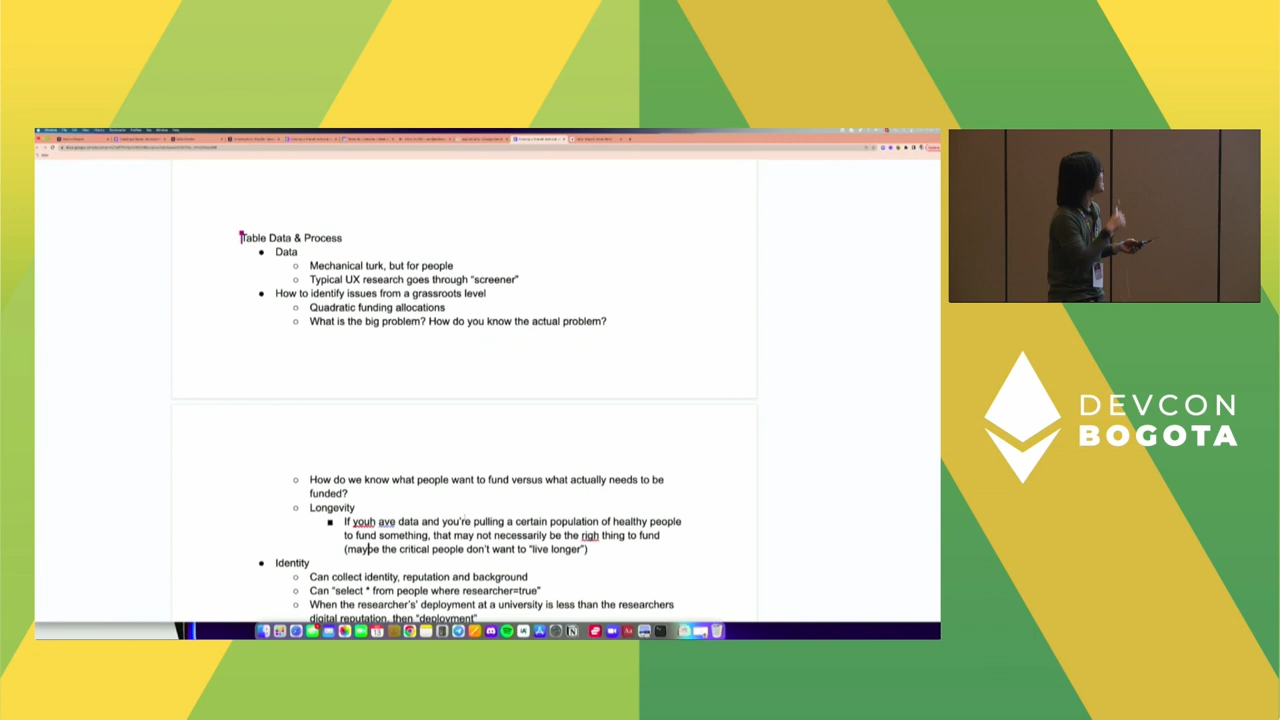 Table Data & Process
● Data
○ Mechanical turk, but for people
○ Typical UX research goes through “screener”
● How to identify issues from a grassroots level
○ Quadratic funding allocations
○ What is the big problem? How do you know the actual problem?
○ How do we know what people want to fund versus what actually needs to be
funded?
○ Longevity
■ If youh ave data and you’re pulling a certain population of healthy people
to fund something, that may not necessarily be the righ thing to fund
(maybe the critical people don’t want to “live longer”)
● Identity
○ Can collect identity, reputation and background
○ Can “select * from people where researcher=true”
○ When the researcher’s’ deployment at a university is less than the researchers
digital reputation, then “deployment”
DEVCON
BOGOTA